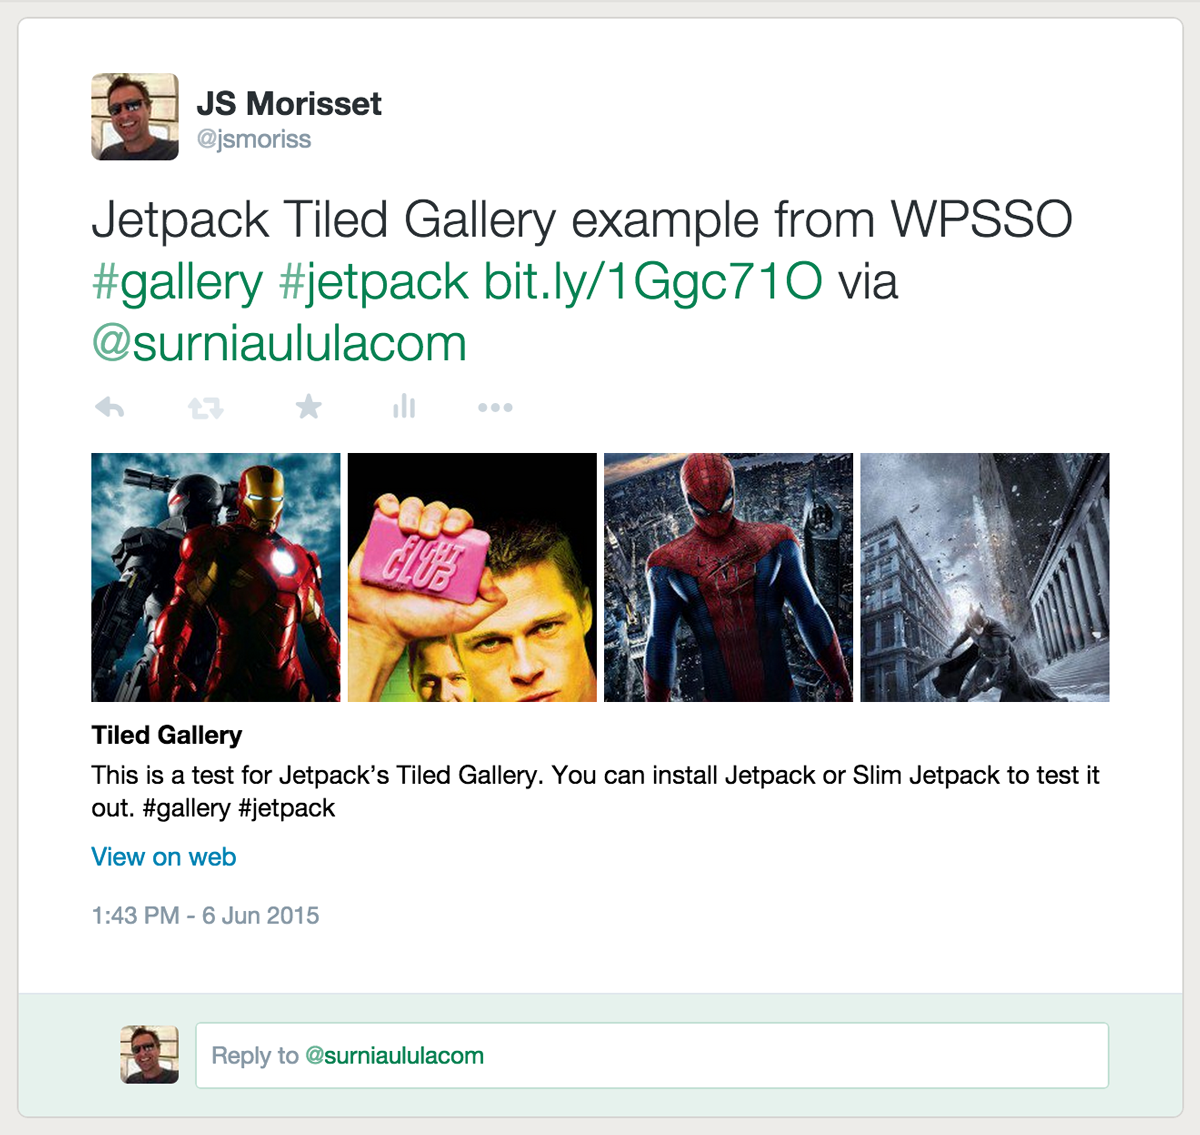 JS Morisset
@jsmoriss
Jetpack Tiled Gallery example from WPSSO
#gallery #jetpack bit.ly/1Ggc71O via
@surniaululacom
FIGHT
CLUB
Tiled Gallery
This is a test for Jetpack’s Tiled Gallery. You can install Jetpack or Slim Jetpack to test it
out. #gallery #jetpack
View on web
1:43 PM - 6 Jun 2015
Reply to @surniaululacom